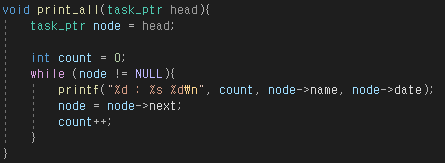 void print_all(task_ptr head){
    task_ptr node = head;

    int count = 0;
    while (node != NULL){
        printf("%d : %s %d₩n", count, node->name, node->date);
        node = node->next;
        count++;
    }
}